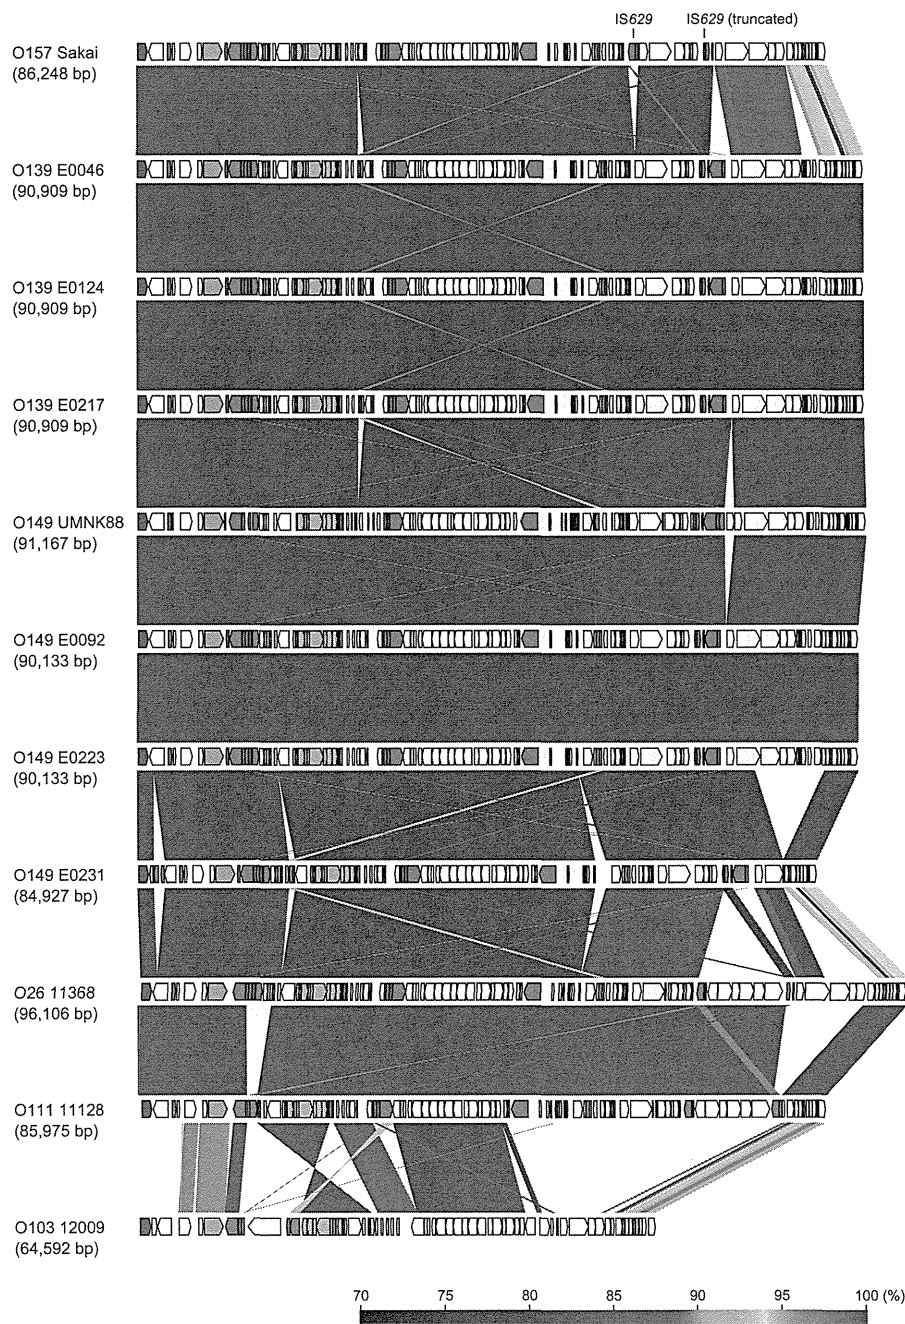 IS629 IS629 (truncated)
O157 Sakai
(86,248 bp)
O139 E0046
(90,909 bp)
O139 E0124
(90,909 bp)
O139 E0217
(90,909 bp)
O149 UMNK88
(91,167 bp)
O149 E0092
(90,133 bp)
O149 E0223
(90,133 bp)
O149 E0231
(84,927 bp)
O26 11368
(96,106 bp)
O111 11128
(85,975 bp)
O103 12009
(64,592 bp)
70 75 80 85 90 95 100 (%)